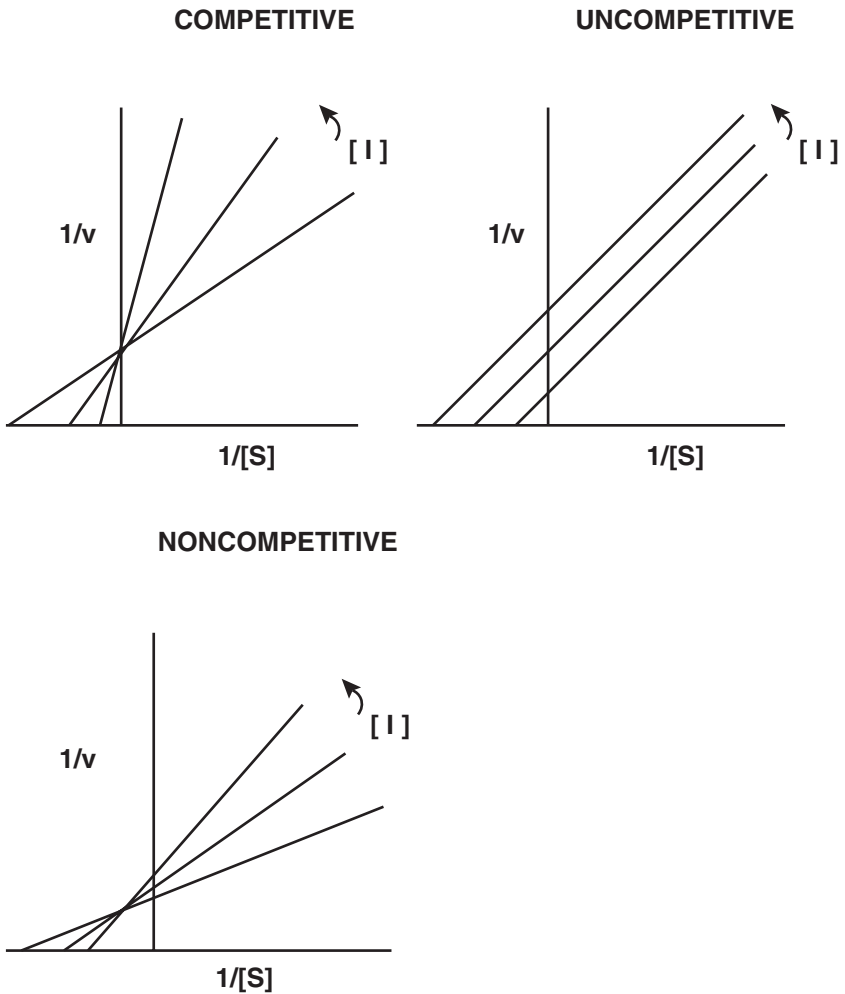 COMPETITIVE
1/v
[ I ]
1/[S]
UNCOMPETITIVE
1/v
[ I ]
1/[S]
NONCOMPETITIVE
1/v
[ I ]
1/[S]